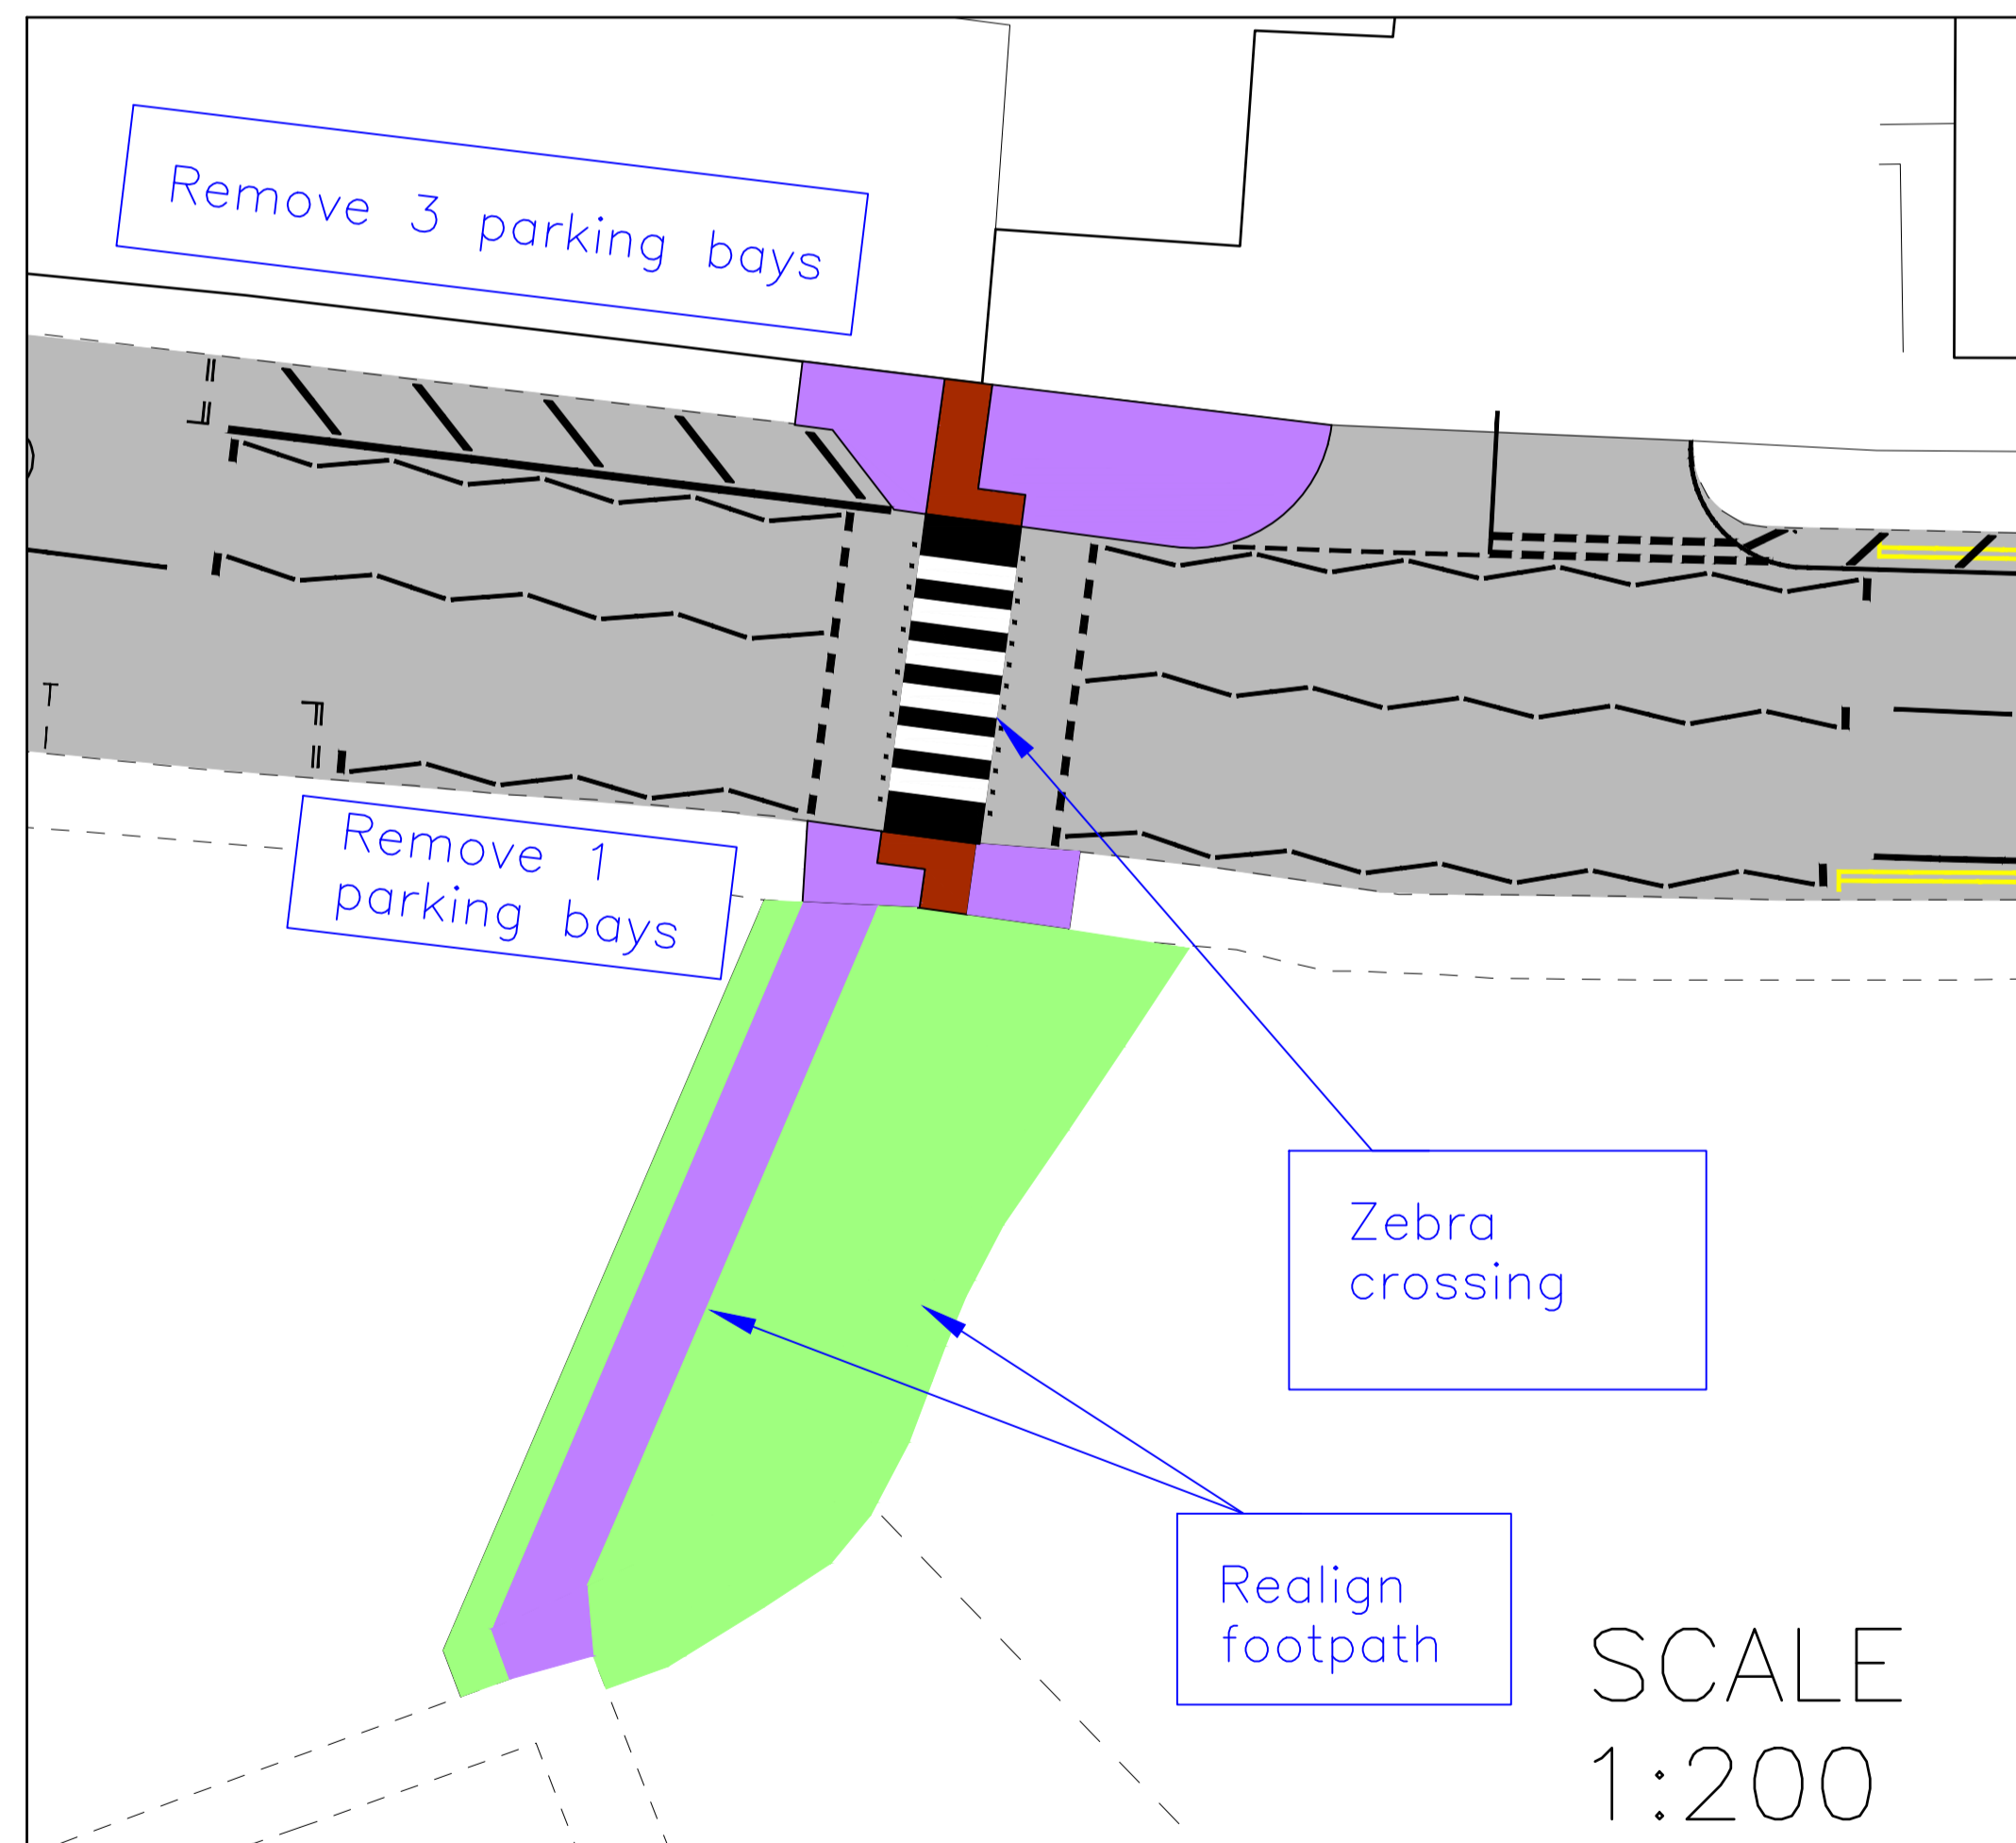 Remove 3 parking bays
Remove 1
parking bays
Zebra
crossing
Realign
footpath
SCALE
1:200